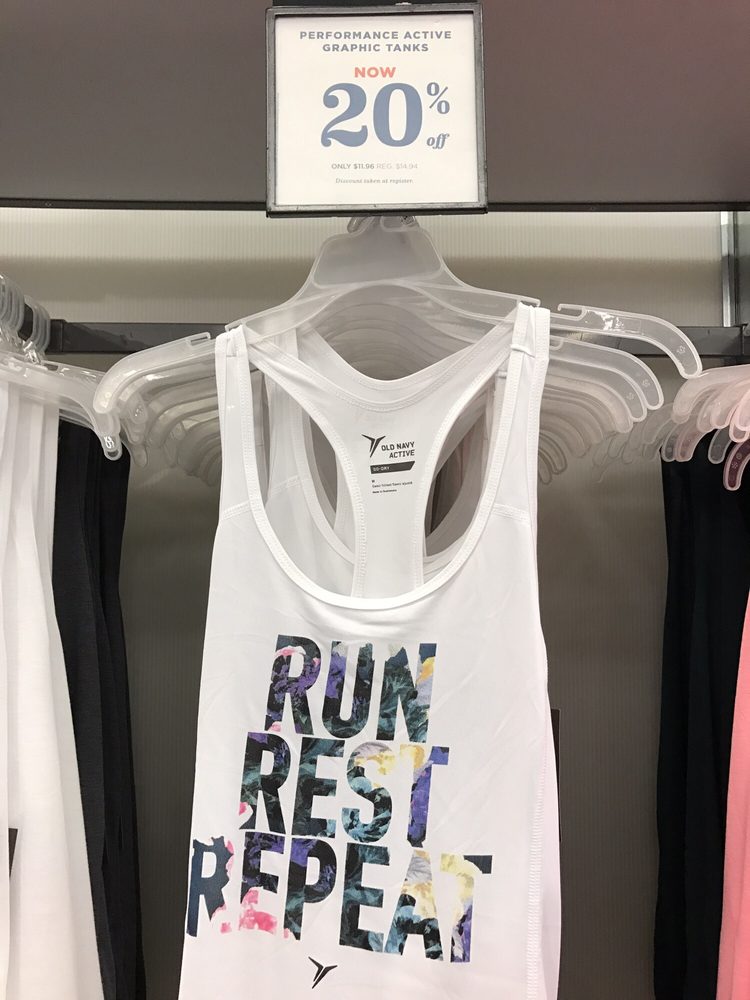 PERFORMANCE ACTIVE
GRAPHIC TANKS
NOW
20% off
ONLY $11.96 REG. $14.94
Discount taken at register.
OLD NAVY
ACTIVE
GO-DRY
RUN
REST
REPEAT